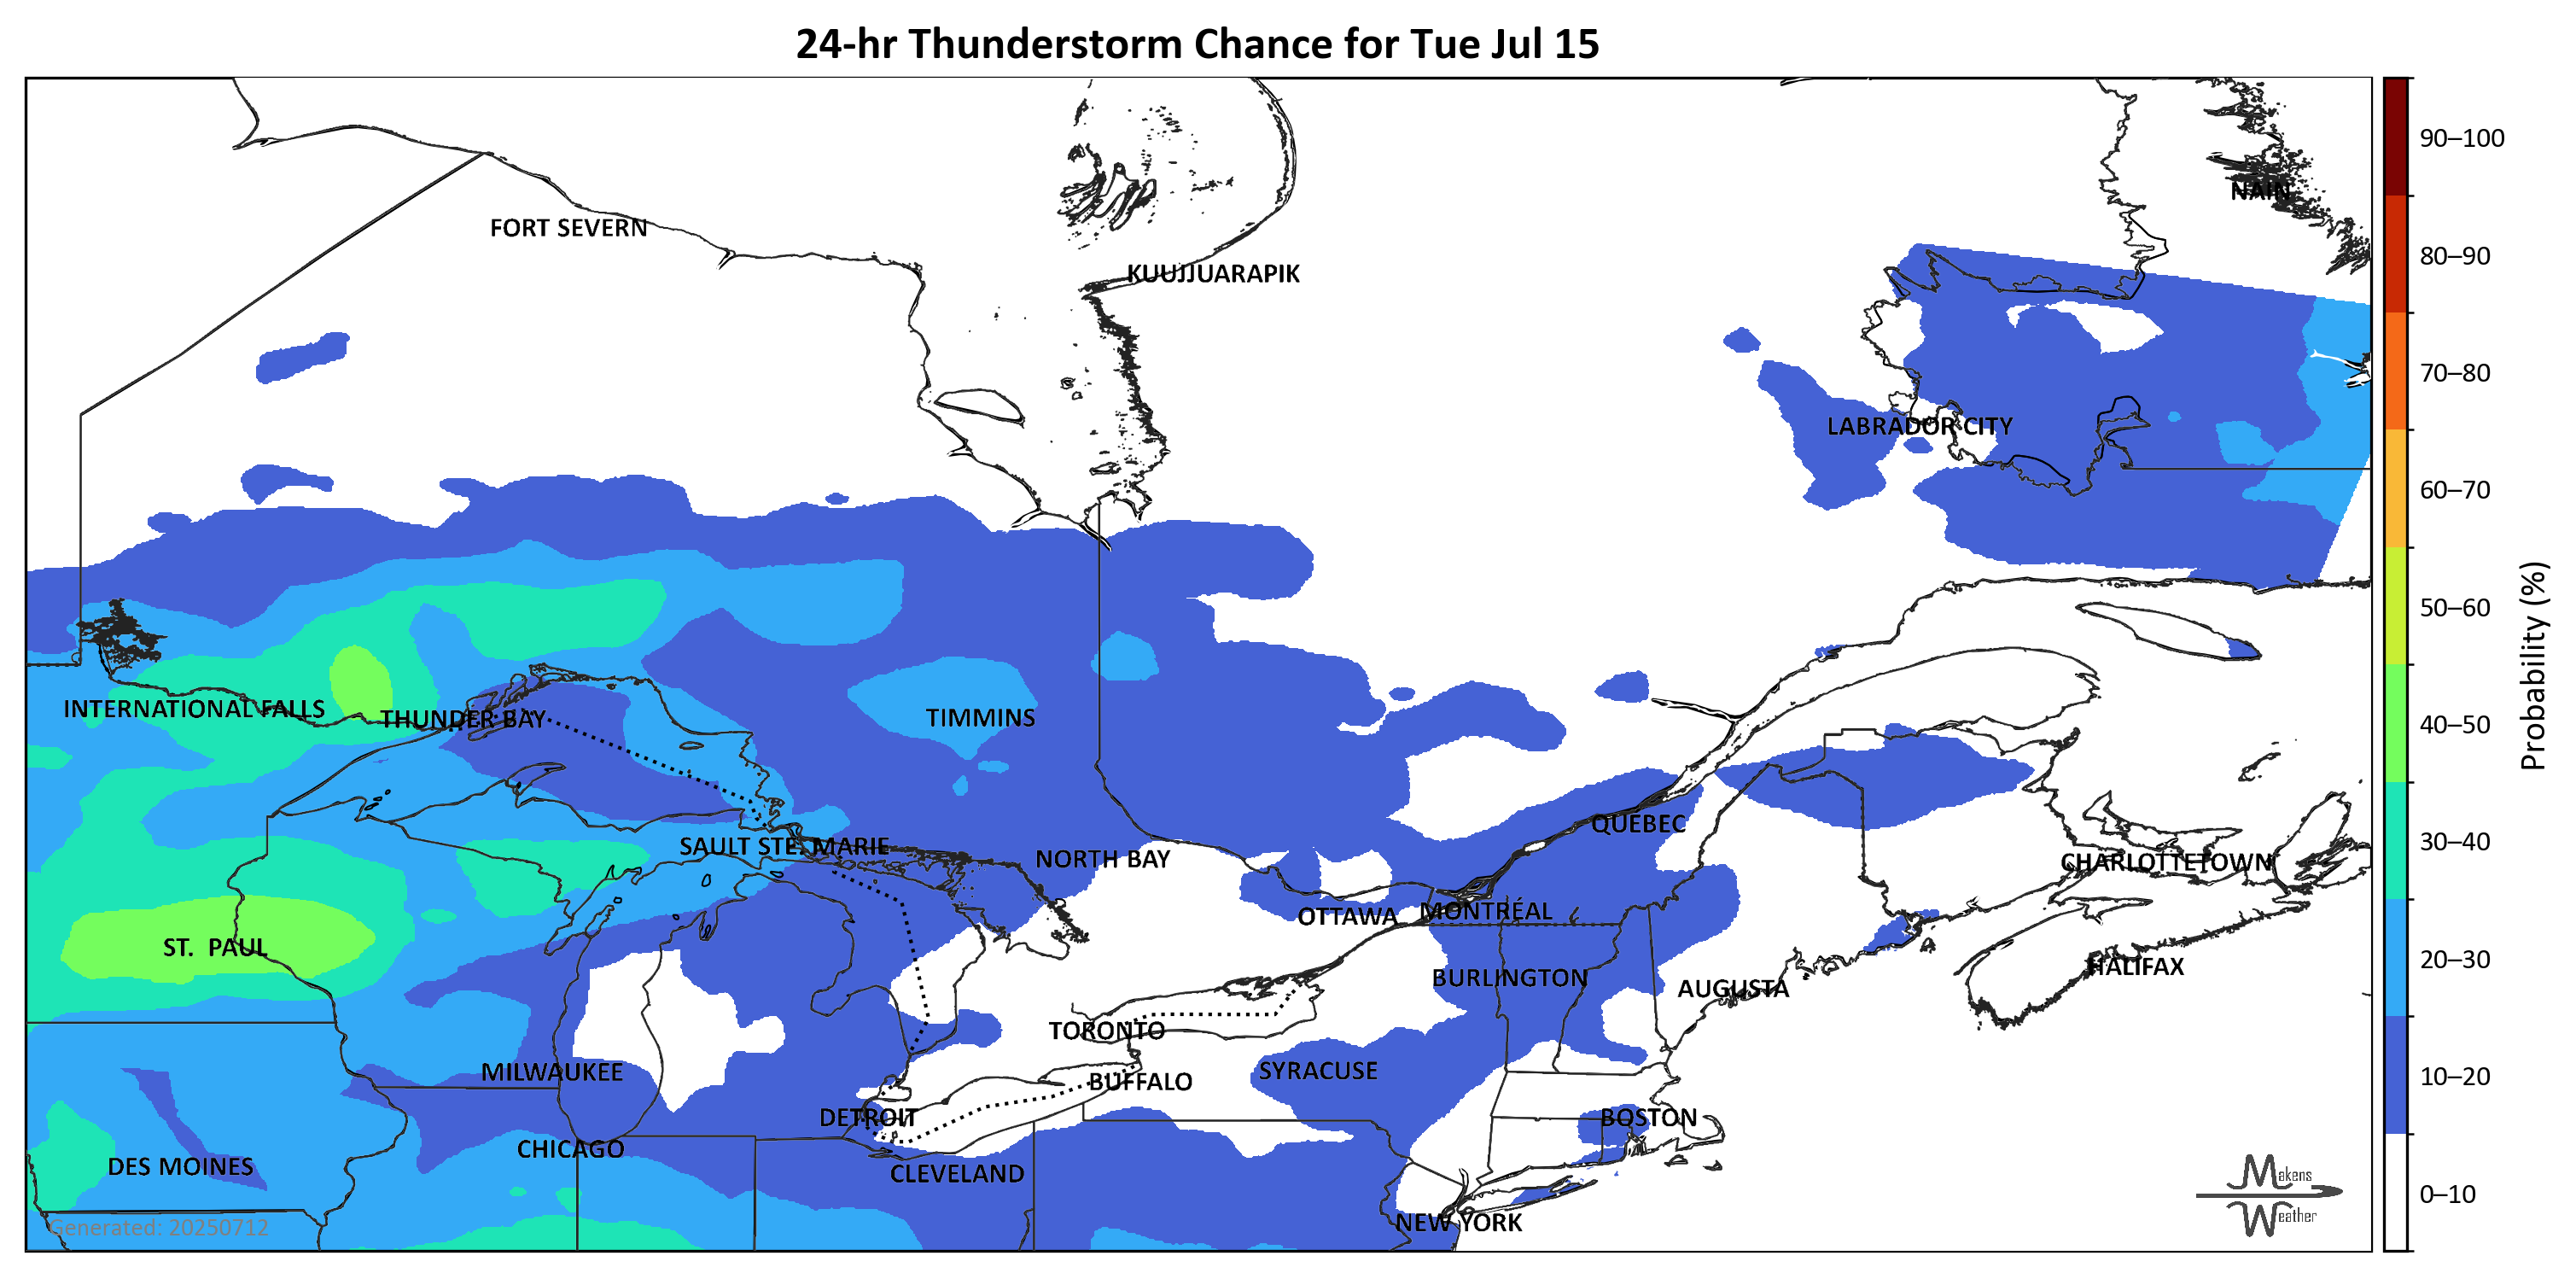 24-hr Thunderstorm Chance for Tue Jul 15
90–100
NAIN
FORT SEVERN
80–90
KUUJJUARAPIK
70–80
LABRADOR CITY
60–70
50–60
Probability (%)
INTERNATIONAL FALLS
THUNDER BAY
TIMMINS
40–50
QUEBEC
SAULT STE. MARIE
NORTH BAY
CHARLOTTETOWN
30–40
OTTAWA
MONTRÉAL
ST. PAUL
BURLINGTON
HALIFAX
20–30
AUGUSTA
TORONTO
MILWAUKEE
SYRACUSE
10–20
BUFFALO
DETROIT
BOSTON
CHICAGO
DES MOINES
CLEVELAND
Makens
Weather
0–10
NEW YORK
Generated: 20250712